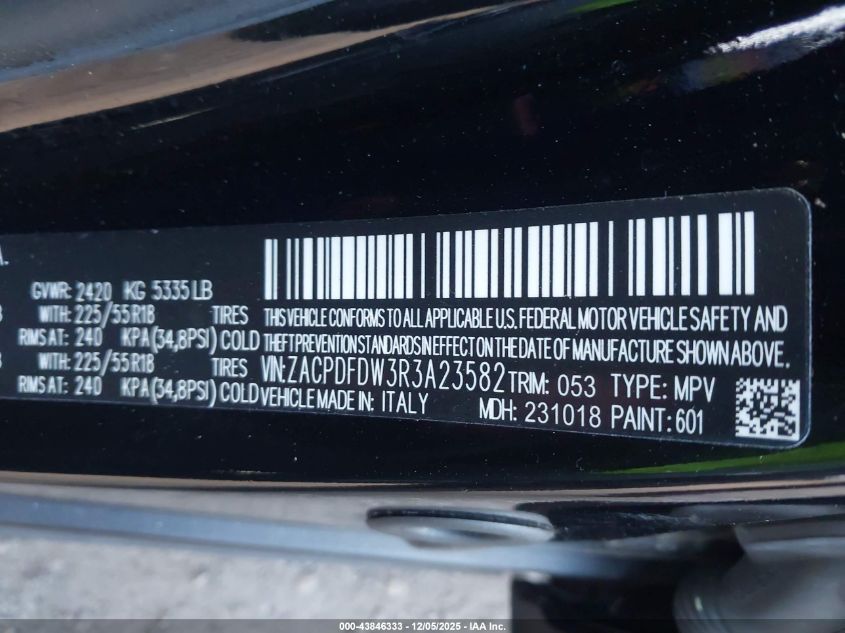 A.
GVWR: 2420 KG 5335 LB
WITH: 225/55R18 TIRES
RIMS AT: 240 KPA(34,8PSI) COLD
WITH: 225/55R18 TIRES
RIMS AT: 240 KPA(34,8PSI) COLD
THIS VEHICLE CONFORMS TO ALL APPLICABLE U.S. FEDERAL MOTOR VEHICLE SAFETY AND
THEFT PREVENTION STANDARDS IN EFFECT ON THE DATE OF MANUFACTURE SHOWN ABOVE.
VIN: ZACPDFDW3R3A23582 TRIM: 053 TYPE: MPV
VEHICLE MADE IN: ITALY MDH: 231018 PAINT: 601
000-43846333 - 12/05/2025 - IAA Inc.